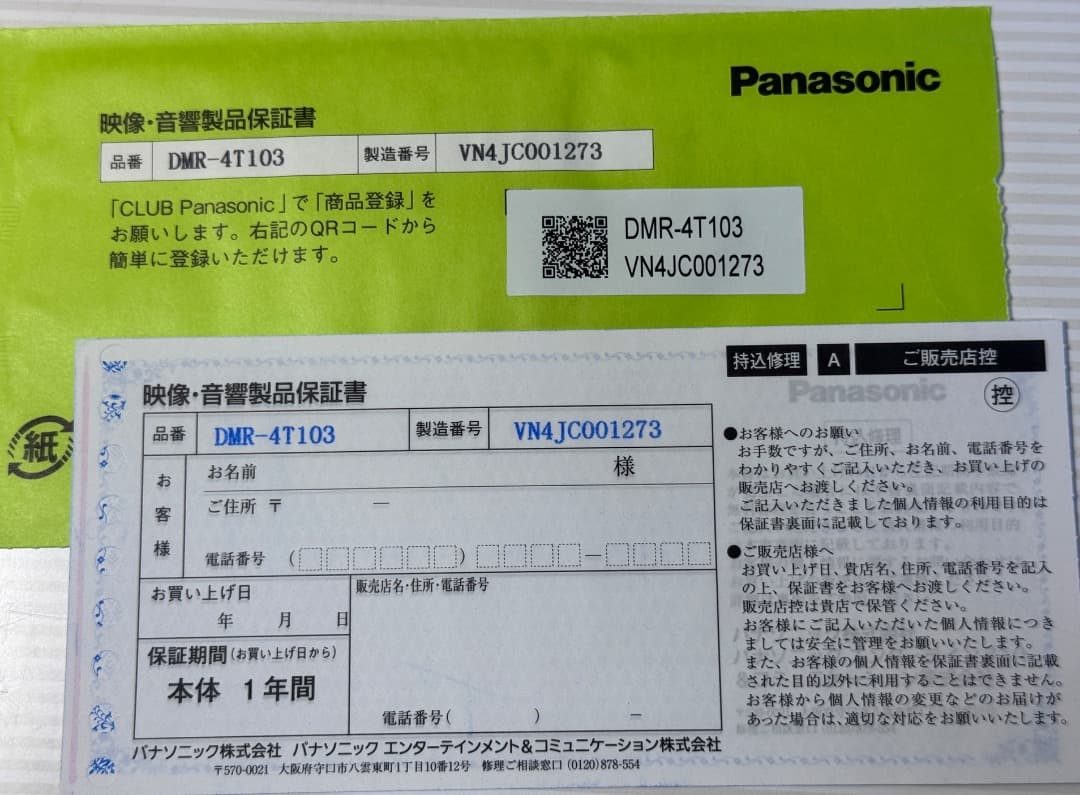 Panasonic
映像・音響製品保証書
品番 DMR-4T103 製造番号 VN4JC001273
「CLUB Panasonic」で「商品登録」を
お願いします。右記のQRコードから
簡単に登録いただけます。
DMR-4T103
VN4JC001273
紙
持込修理 A ご販売店控
Panasonic
控
映像・音響製品保証書
品番 DMR-4T103 製造番号 VN4JC001273
お客様
お名前 様
ご住所 〒 ―
電話番号 ( ) ―
お買い上げ日
年 月 日
保証期間(お買い上げ日から)
本体 1年間
販売店名・住所・電話番号
電話番号( ) ―
●お客様へのお願い
お手数ですが、ご住所、お名前、電話番号を
わかりやすくご記入いただき、お買い上げの
販売店へお渡しください。
ご記入いただきました個人情報の利用目的は
保証書裏面に記載しております。
●ご販売店様へ
お買い上げ日、貴店名、住所、電話番号を記入
の上、保証書をお客様へお渡しください。
販売店控は貴店で保管ください。
お客様にご記入いただいた個人情報につき
ましては安全に管理をお願いいたします。
また、お客様の個人情報を保証書裏面に記載
された目的以外に利用することはできません。
お客様から個人情報の変更などのお届けが
あった場合は、適切な対応をお願いいたします。
パナソニック株式会社 パナソニック エンターテインメント&コミュニケーション株式会社
〒570-0021 大阪府守口市八雲東町1丁目10番12号 修理ご相談窓口 (0120)878-554